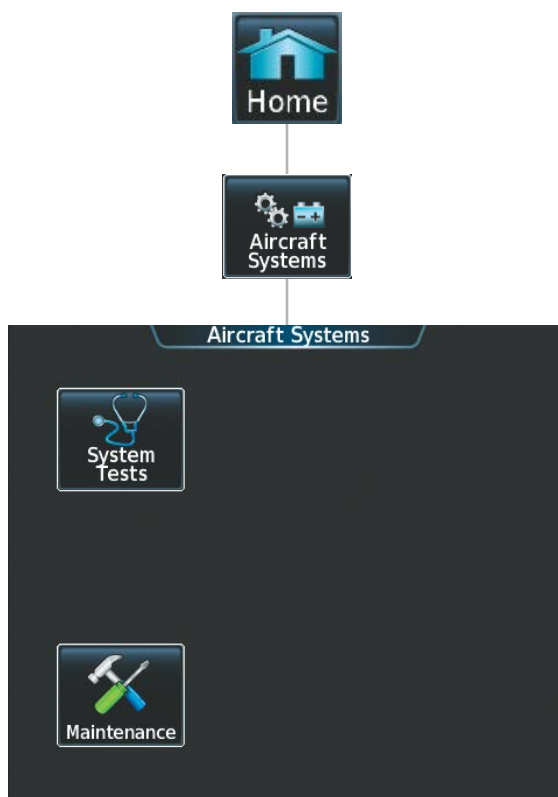 Home
Aircraft
Systems
Aircraft Systems
System
Tests
Maintenance